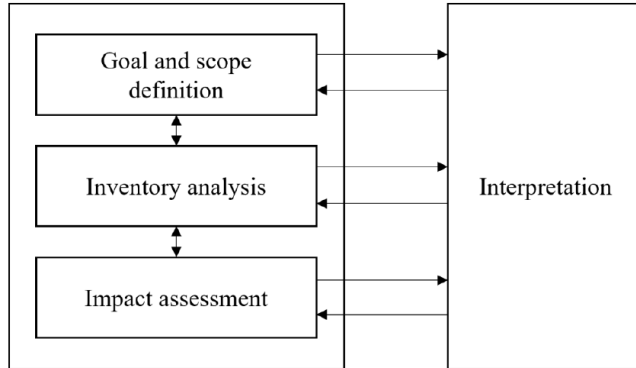 Goal and scope
definition
Inventory analysis
Interpretation
Impact assessment